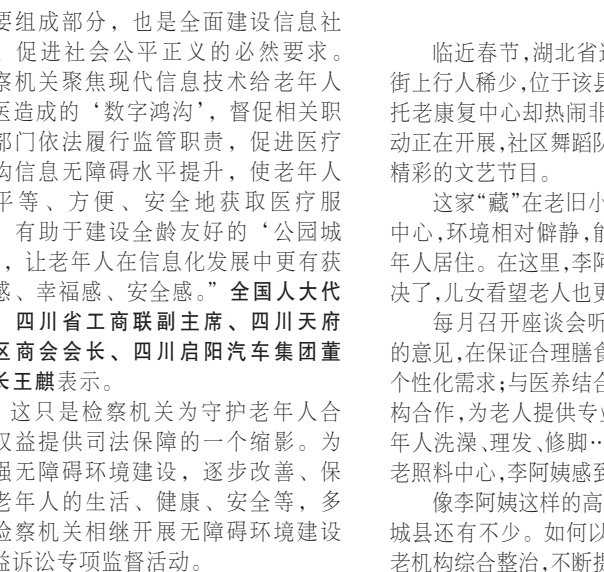 要组成部分，也是全面建设信息社
促进社会公平正义的必然要求。
察机关聚焦现代信息技术给老年人
医造成的‘数字鸿沟’，督促相关职
部门依法履行监管职责，促进医疗
构信息无障碍水平提升，使老年人
平等、方便、安全地获取医疗服
有助于建设全龄友好的‘公园城
，让老年人在信息化发展中更有获
感、幸福感、安全感。”全国人大代
四川省工商联副主席、四川天府
区商会会长、四川启阳汽车集团董
长王麒表示。
这只是检察机关为守护老年人合
权益提供司法保障的一个缩影。为
强无障碍环境建设，逐步改善、保
老年人的生活、健康、安全等，多
检察机关相继开展无障碍环境建设
益诉讼专项监督活动。
临近春节，湖北省
街上行人稀少，位于该县
托老康复中心却热闹非
动正在开展，社区舞蹈队
精彩的文艺节目。
这家“藏”在老旧小
中心，环境相对僻静，能
年人居住。在这里，李阿
决了，儿女看望老人也更
每月召开座谈会听
的意见，在保证合理膳食
个性化需求；与医养结合
构合作，为老人提供专业
年人洗澡、理发、修脚…
老照料中心，李阿姨感到
像李阿姨这样的高
城县还有不少。如何以
老机构综合整治，不断提